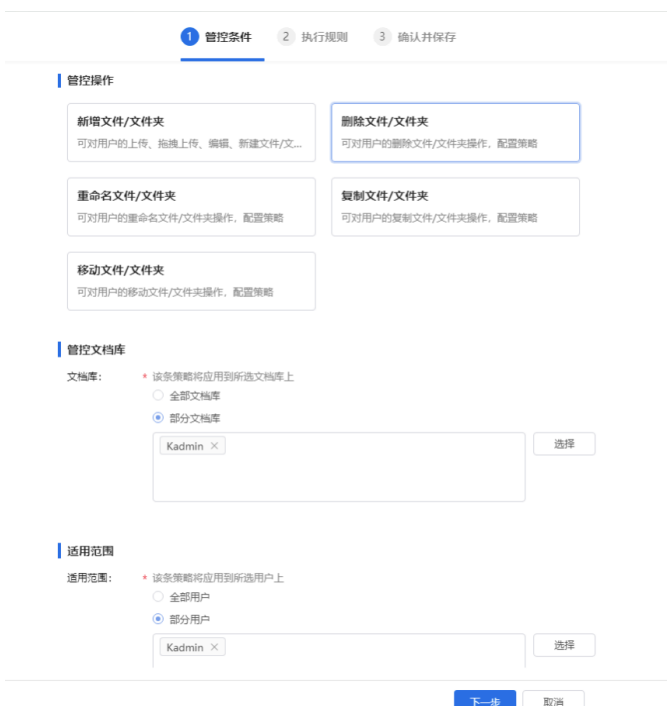 1 管控条件 2 执行规则 3 确认并保存
管控操作
新增文件/文件夹 删除文件/文件夹
可对用户的上传、拖拽上传、编辑、新建文件/文... 可对用户的删除文件/文件夹操作，配置策略
重命名文件/文件夹 复制文件/文件夹
可对用户的重命名文件/文件夹操作，配置策略 可对用户的复制文件/文件夹操作，配置策略
移动文件/文件夹
可对用户的移动文件/文件夹操作，配置策略
管控文档库
文档库： * 该条策略将应用到所选文档库上
全部文档库
部分文档库
Kadmin × 选择
适用范围
适用范围： * 该条策略将应用到所选用户上
全部用户
部分用户
Kadmin × 选择
下一步 取消